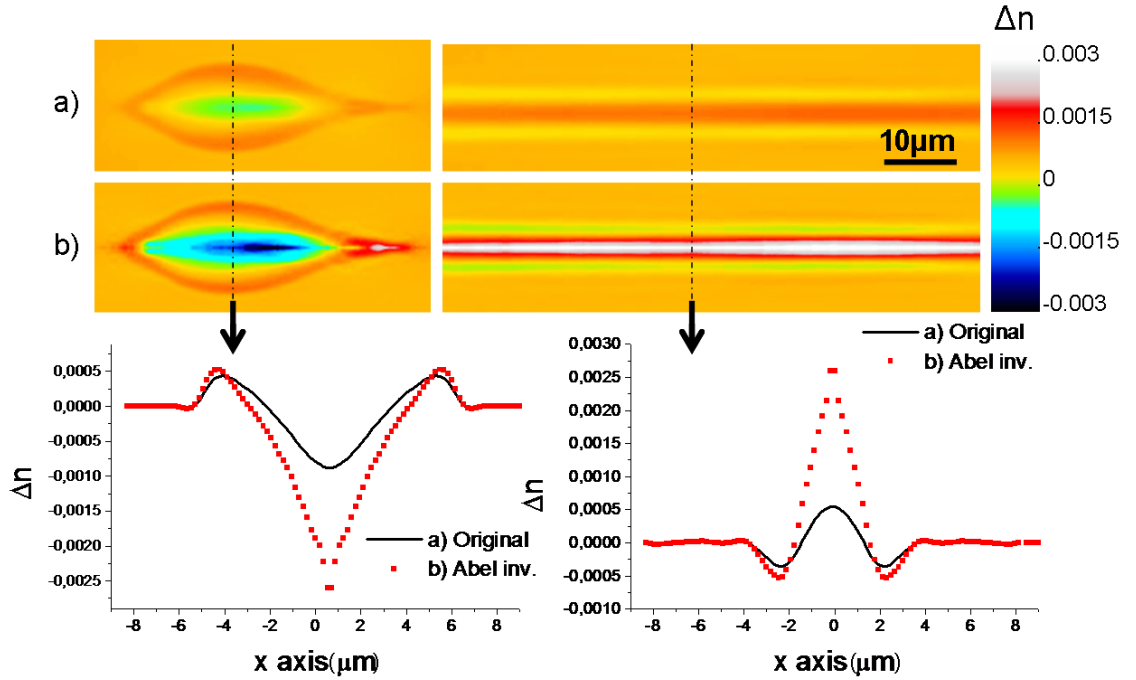 Δn
a)
10μm
0.003
0.0015
0
-0.0015
-0.003
b)
0,0005
0,0000
-0,0005
-0,0010
-0,0015
-0,0020
-0,0025
Δn
a) Original
b) Abel inv.
-8 -6 -4 -2 0 2 4 6 8
x axis(μm)
a) Original
b) Abel inv.
0,0030
0,0025
0,0020
0,0015
0,0010
0,0005
0,0000
-0,0005
-0,0010
Δn
-8 -6 -4 -2 0 2 4 6 8
x axis(μm)